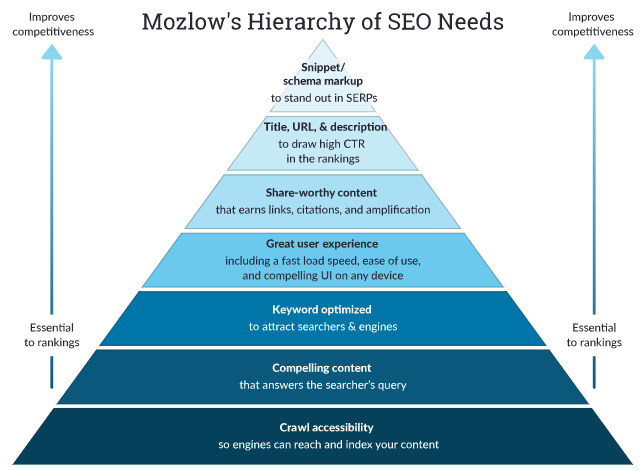 Mozlow's Hierarchy of SEO Needs
Improves
competitiveness
Improves
competitiveness
Snippet/
schema markup
to stand out in SERPs
Title, URL, & description
to draw high CTR
in the rankings
Share-worthy content
that earns links, citations, and amplification
Great user experience
including a fast load speed, ease of use,
and compelling UI on any device
Keyword optimized
to attract searchers & engines
Essential
to rankings
Essential
to rankings
Compelling content
that answers the searcher's query
Crawl accessibility
so engines can reach and index your content